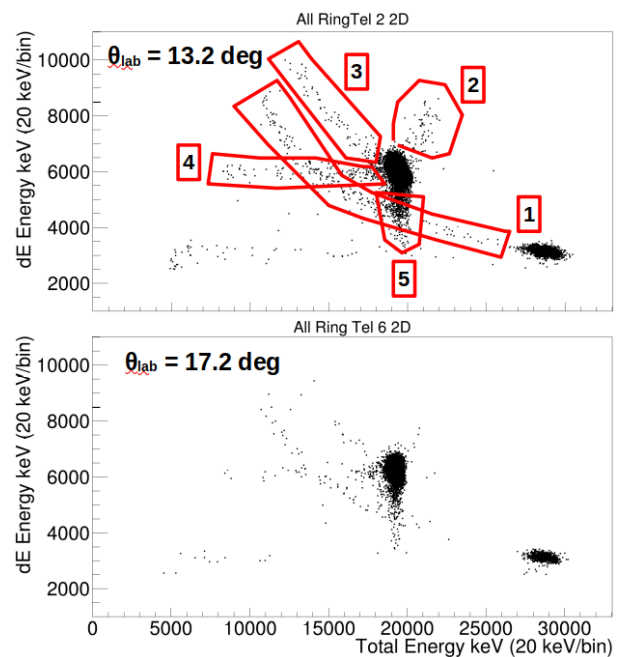 All RingTel 2 2D
θlab = 13.2 deg
dE Energy keV (20 keV/bin)
10000
8000
6000
4000
2000
3
2
4
1
5
All Ring Tel 6 2D
θlab = 17.2 deg
dE Energy keV (20 keV/bin)
10000
8000
6000
4000
2000
0 5000 10000 15000 20000 25000 30000
Total Energy keV (20 keV/bin)